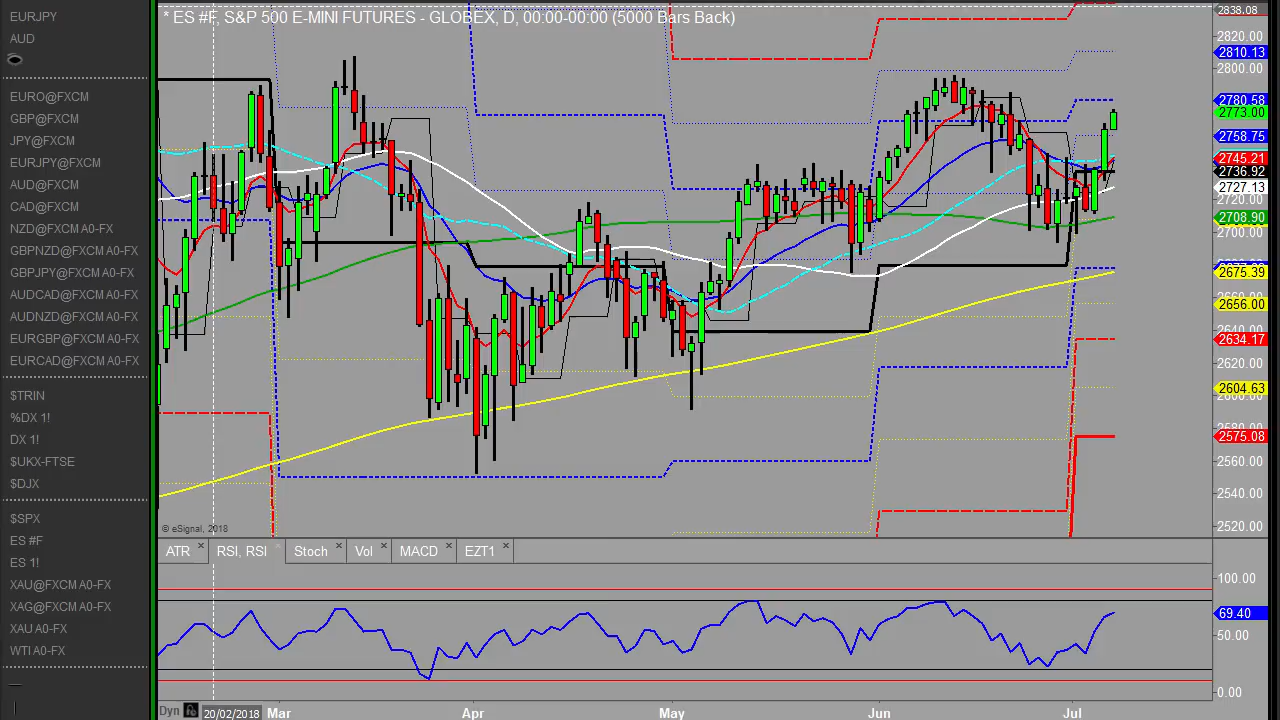 EURJPY
AUD
EURO@FXCM
GBP@FXCM
JPY@FXCM
EURJPY@FXCM
AUD@FXCM
CAD@FXCM
NZD@FXCM A0-FX
GBPNZD@FXCM A0-FX
GBPJPY@FXCM A0-FX
AUDCAD@FXCM A0-FX
AUDNZD@FXCM A0-FX
EURGBP@FXCM A0-FX
EURCAD@FXCM A0-FX
$TRIN
%DX 1!
DX 1!
$UKX-FTSE
$DJX
$SPX
ES #F
ES 1!
XAU@FXCM A0-FX
XAG@FXCM A0-FX
XAU A0-FX
WTI A0-FX
* ES #F, S&P 500 E-MINI FUTURES - GLOBEX, D, 00:00-00:00 (5000 Bars Back)
2838.08
2820.00
2810.13
2800.00
2780.58
2773.00
2758.75
2745.21
2736.92
2727.13
2720.00
2708.90
2700.00
2675.39
2656.00
2640.00
2634.17
2620.00
2604.63
2600.00
2580.00
2575.08
2560.00
2540.00
2520.00
© eSignal, 2018
ATR x RSI, RSI x Stoch x Vol x MACD x EZT1 x
100.00
69.40
50.00
0.00
Dyn 20/02/2018 Mar Apr May Jun Jul